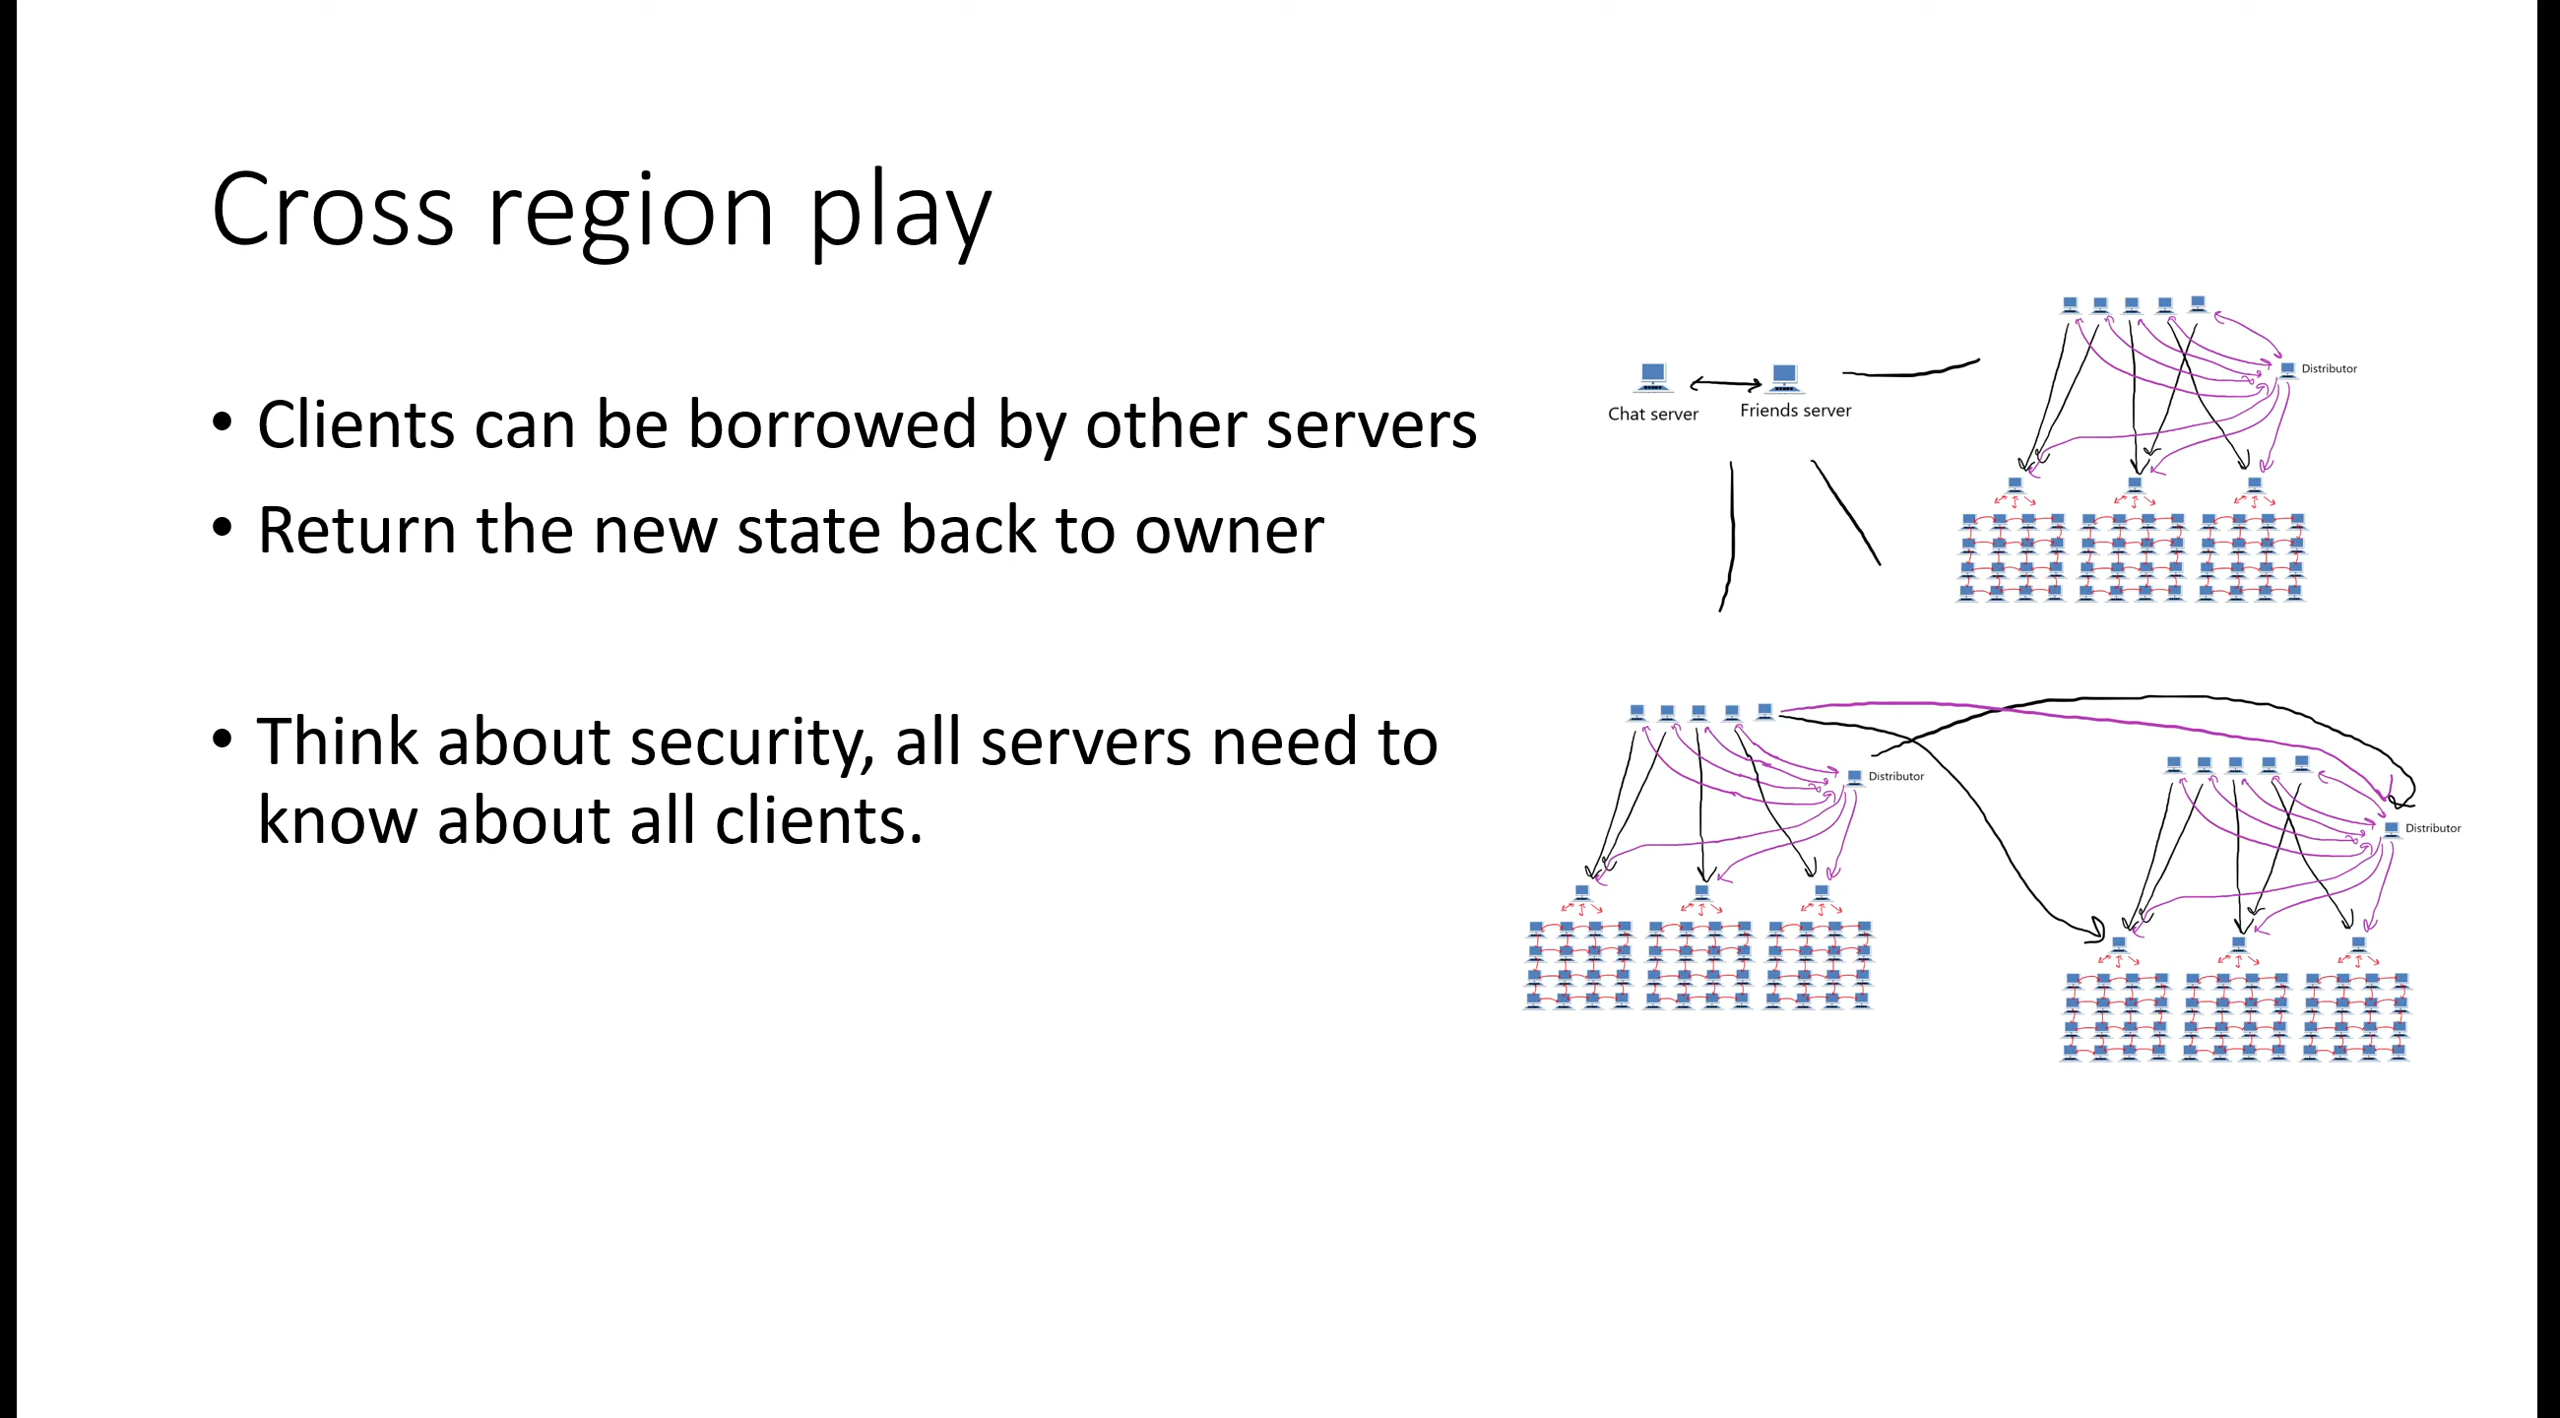 Cross region play
• Clients can be borrowed by other servers
• Return the new state back to owner
• Think about security, all servers need to
know about all clients.
Chat server
Friends server
Distributor
Distributor
Distributor